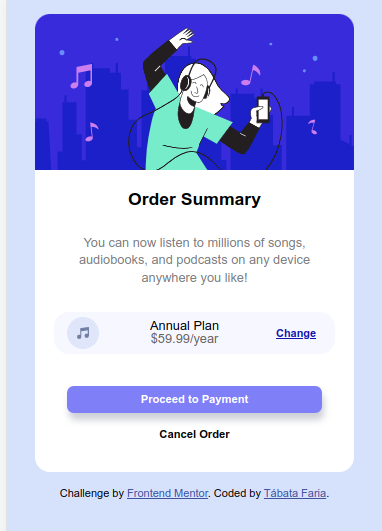 Order Summary
You can now listen to millions of songs,
audiobooks, and podcasts on any device
anywhere you like!
Annual Plan
$59.99/year
Change
Proceed to Payment
Cancel Order
Challenge by Frontend Mentor. Coded by Tábata Faria.